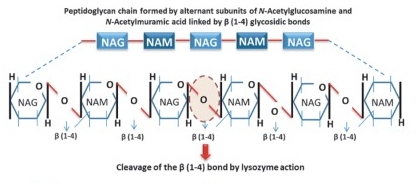 Peptidoglycan chain formed by alternant subunits of N-Acetylglucosamine and
N-Acetylmuramic acid linked by β (1-4) glycosidic bonds
NAG NAM NAG NAM NAG
H H H H H H H H H H H H
O O O O O O
NAG O NAM O NAG O NAM O NAG O NAM
H H H H H H
β (1-4) β (1-4) β (1-4) β (1-4) β (1-4)
Cleavage of the β (1-4) bond by lysozyme action